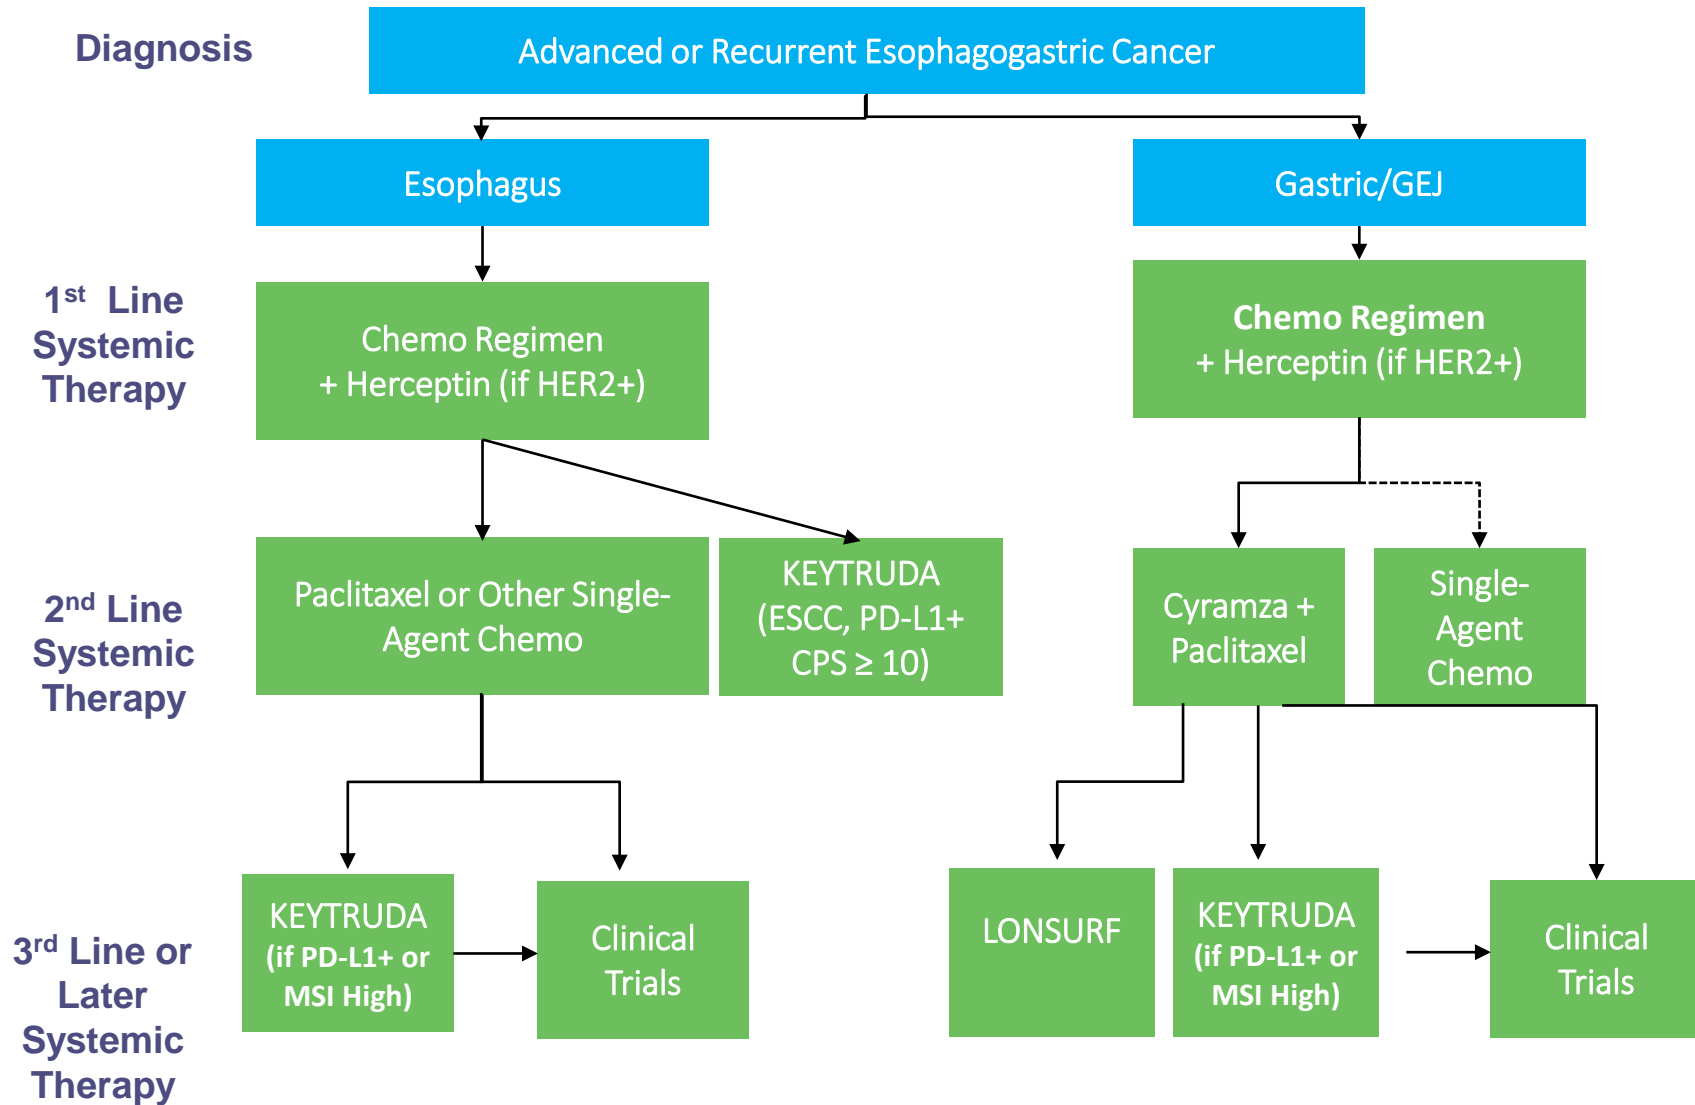 Diagnosis
Advanced or Recurrent Esophagogastric Cancer
Esophagus
Gastric/GEJ
1st Line
Systemic
Therapy
Chemo Regimen
+ Herceptin (if HER2+)
Chemo Regimen
+ Herceptin (if HER2+)
2nd Line
Systemic
Therapy
Paclitaxel or Other Single-
Agent Chemo
KEYTRUDA
(ESCC, PD-L1+
CPS ≥ 10)
Cyramza +
Paclitaxel
Single-
Agent
Chemo
3rd Line or
Later
Systemic
Therapy
KEYTRUDA
(if PD-L1+ or
MSI High)
Clinical
Trials
LONSURF
KEYTRUDA
(if PD-L1+ or
MSI High)
Clinical
Trials